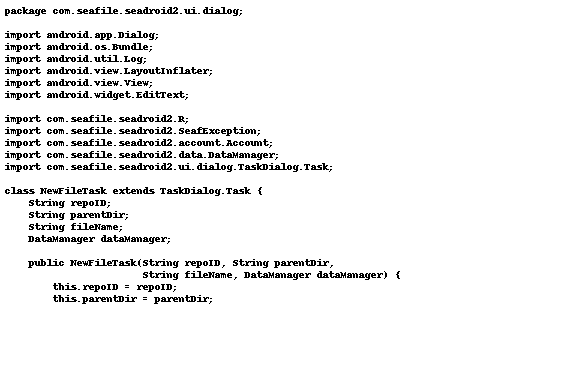 package com.seafile.seadroid2.ui.dialog;

import android.app.Dialog;
import android.os.Bundle;
import android.util.Log;
import android.view.LayoutInflater;
import android.view.View;
import android.widget.EditText;

import com.seafile.seadroid2.R;
import com.seafile.seadroid2.SeafException;
import com.seafile.seadroid2.account.Account;
import com.seafile.seadroid2.data.DataManager;
import com.seafile.seadroid2.ui.dialog.TaskDialog.Task;

class NewFileTask extends TaskDialog.Task {
    String repoID;
    String parentDir;
    String fileName;
    DataManager dataManager;

    public NewFileTask(String repoID, String parentDir,
                       String fileName, DataManager dataManager) {
        this.repoID = repoID;
        this.parentDir = parentDir;